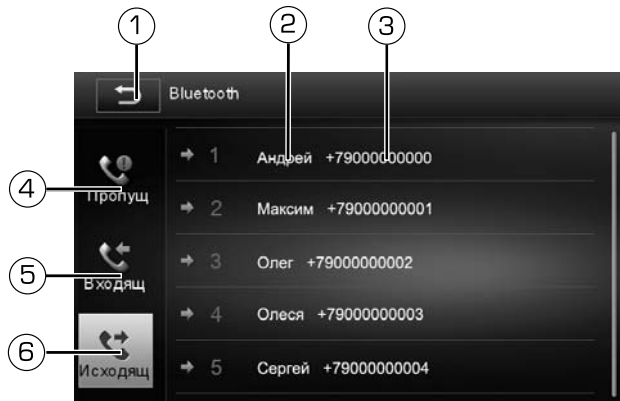 1 2 3
Bluetooth
1 Андрей +79000000000
4 Пропущ
2 Максим +79000000001
5 Входящ
3 Олег +79000000002
4 Олеся +79000000003
6 Исходящ
5 Сергей +79000000004